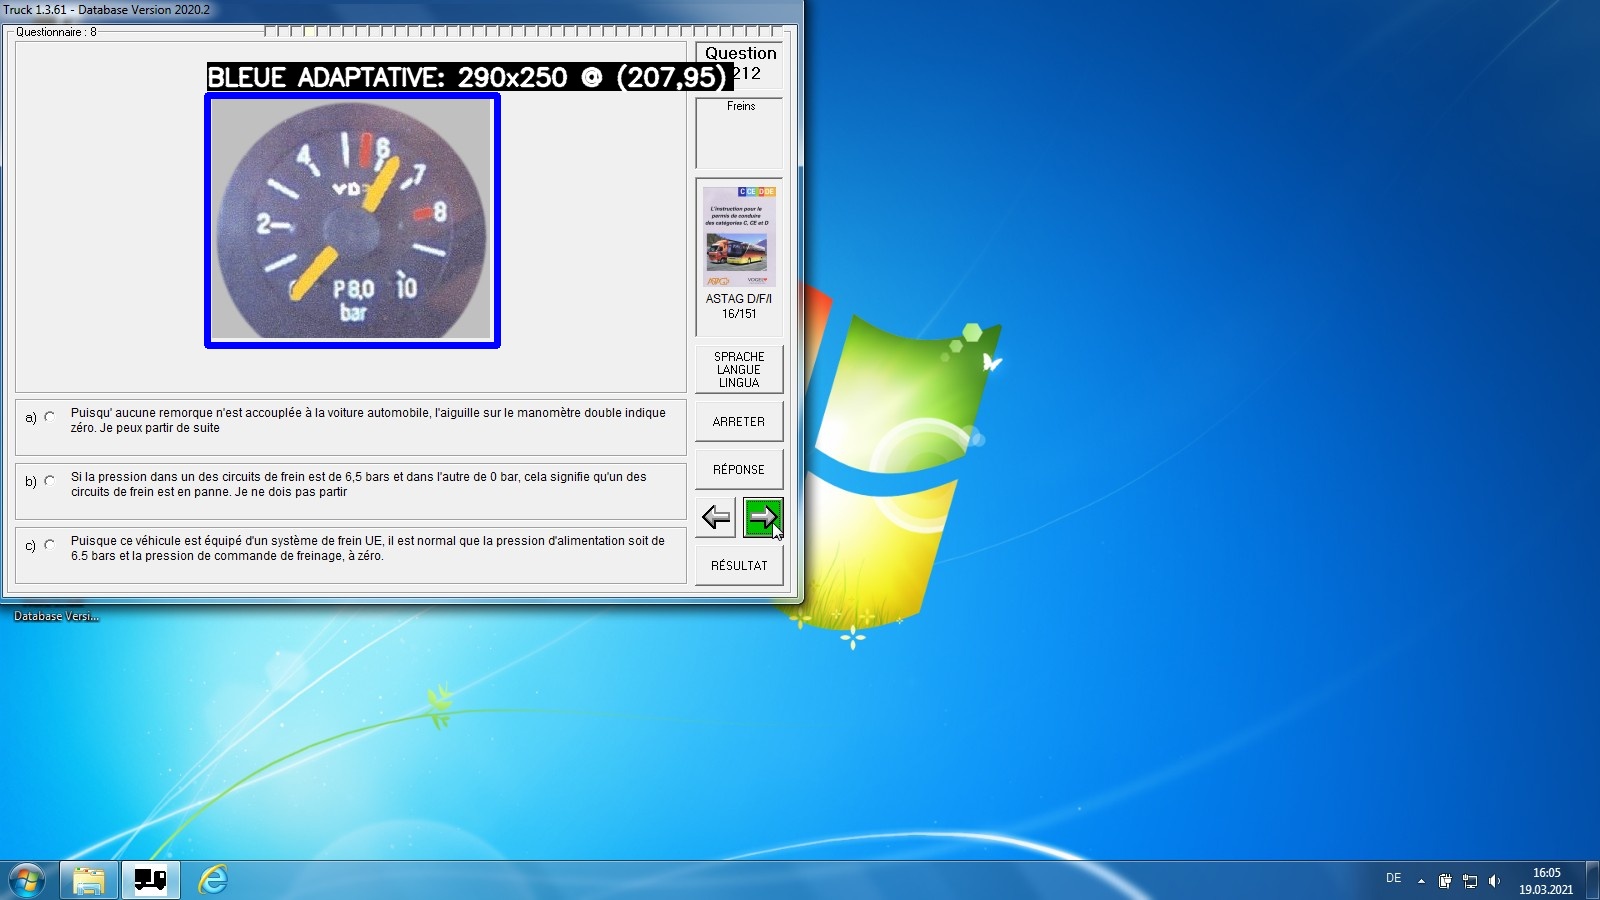 Truck 1.3.61 - Database Version 2020.2
Questionnaire : 8
BLEUE ADAPTATIVE: 290x250 @ (207,95)
Question
212
Freins
2
4
6
7
8
10
P8,0
bar
C CE D DE
L'instruction pour le
permis de conduire
des catégories C, CE et D
ASTAG D/F/I
16/151
SPRACHE
LANGUE
LINGUA
ARRETER
RÉPONSE
RÉSULTAT
a) Puisqu' aucune remorque n'est accouplée à la voiture automobile, l'aiguille sur le manomètre double indique
zéro. Je peux partir de suite
b) Si la pression dans un des circuits de frein est de 6,5 bars et dans l'autre de 0 bar, cela signifie qu'un des
circuits de frein est en panne. Je ne dois pas partir
c) Puisque ce véhicule est équipé d'un système de frein UE, il est normal que la pression d'alimentation soit de
6.5 bars et la pression de commande de freinage, à zéro.
Database Versi...
DE
16:05
19.03.2021